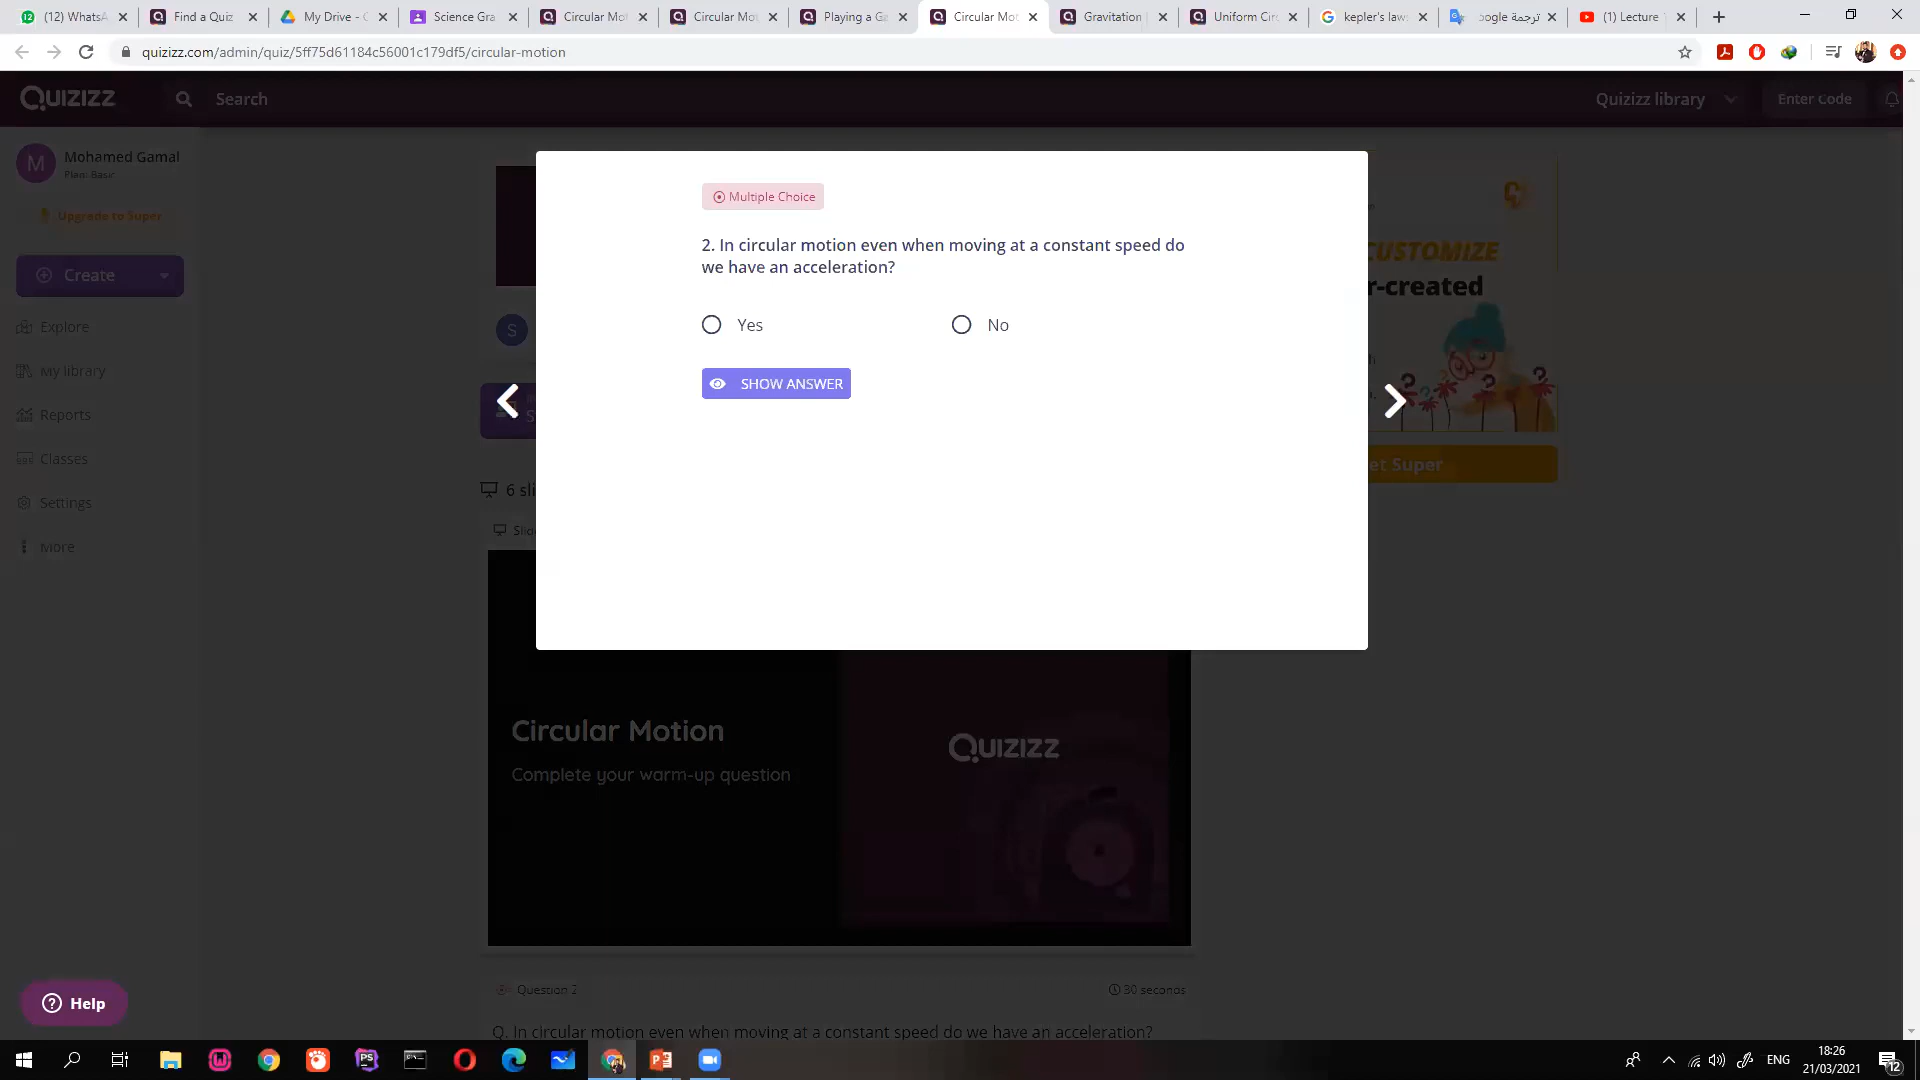 (12) WhatsA
Find a Quiz
My Drive - G
Science Gra
Circular Mo
Circular Mo
Playing a Ga
Circular Mo
Gravitation
Uniform Cir
kepler's law
ترجمة oogle
(1) Lecture
quizizz.com/admin/quiz/5ff75d61184c56001c179df5/circular-motion
QUIZIZZ
Search
Quizizz library
Enter Code
M
Mohamed Gamal
Plan: Basic
Upgrade to Super
Create
Explore
My library
Reports
Classes
Settings
More
Multiple Choice
2. In circular motion even when moving at a constant speed do
we have an acceleration?
Yes
No
SHOW ANSWER
CUSTOMIZE
r-created
et Super
S
6 sli
Slid
Circular Motion
Complete your warm-up question
QUIZIZZ
Question 2
30 seconds
Q. In circular motion even when moving at a constant speed do we have an acceleration?
Help
ENG
18:26
21/03/2021
12